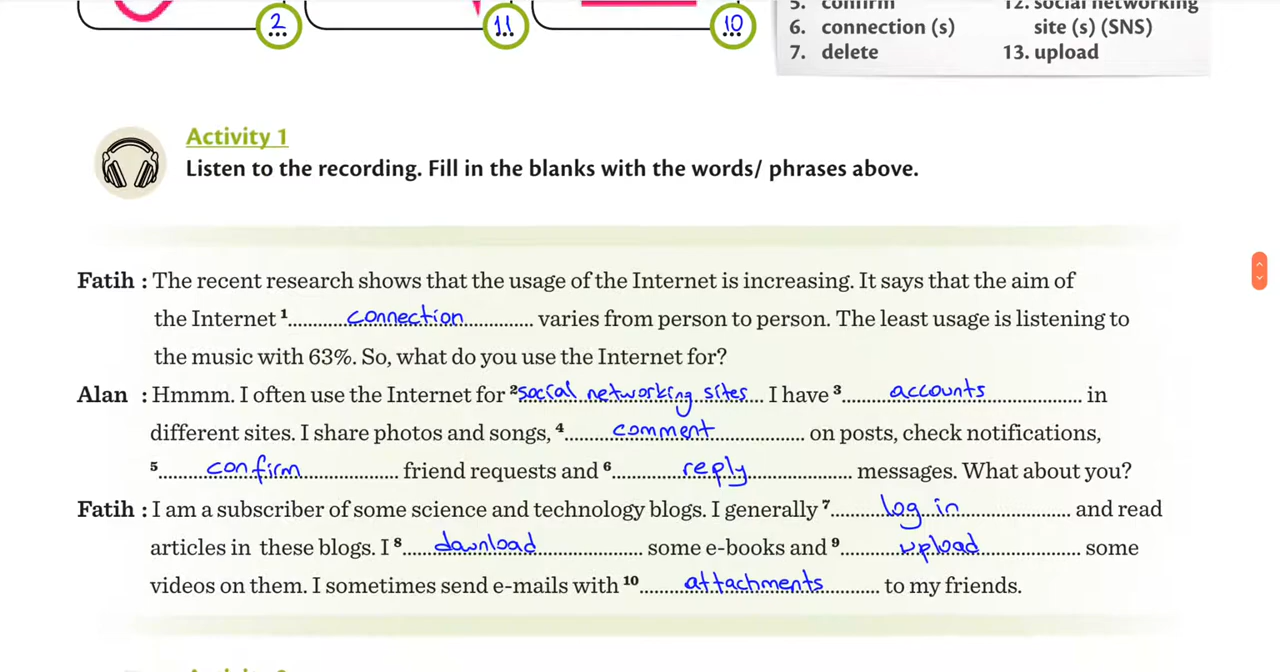 2
11
10
5. confirm
12. social networking
6. connection (s)
site (s) (SNS)
7. delete
13. upload
Activity 1
Listen to the recording. Fill in the blanks with the words/ phrases above.
Fatih : The recent research shows that the usage of the Internet is increasing. It says that the aim of
the Internet 1...........connection............... varies from person to person. The least usage is listening to
the music with 63%. So, what do you use the Internet for?
Alan : Hmmm. I often use the Internet for 2social networking sites... I have 3.........accounts.................. in
different sites. I share photos and songs, 4.........comment................. on posts, check notifications,
5.........confirm................... friend requests and 6............reply..................... messages. What about you?
Fatih : I am a subscriber of some science and technology blogs. I generally 7.........log in...................... and read
articles in these blogs. I 8......download..................... some e-books and 9...........upload.................... some
videos on them. I sometimes send e-mails with 10........attachments........... to my friends.